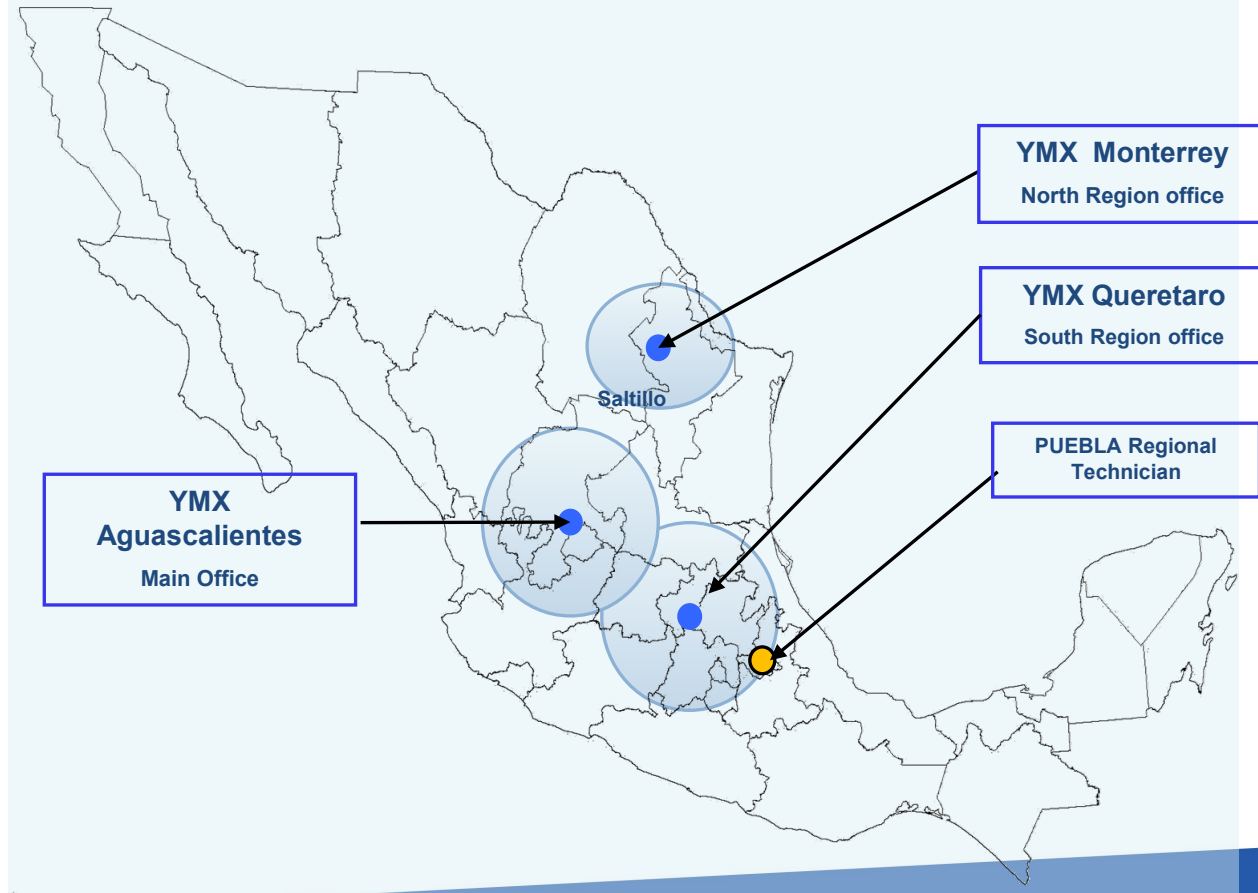 YMX Monterrey
North Region office
YMX Queretaro
South Region office
Saltillo
PUEBLA Regional
Technician
YMX
Aguascalientes
Main Office